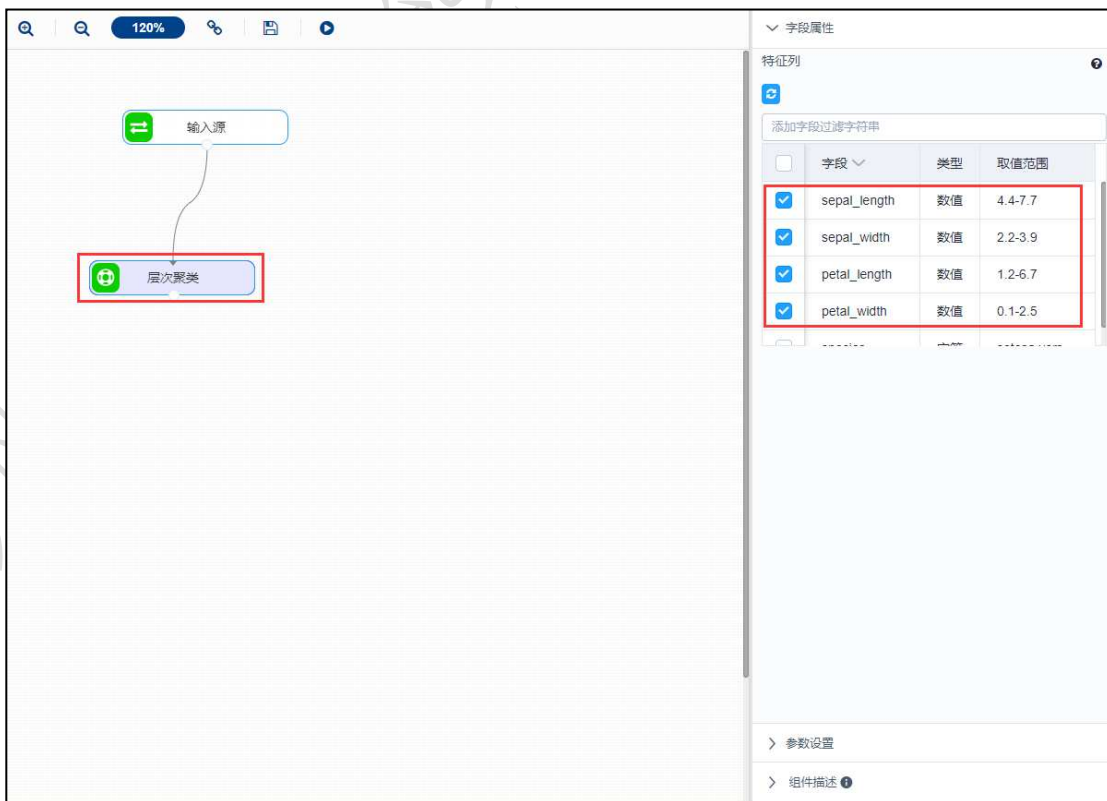 120%
字段属性
特征列
添加字段过滤字符串
字段 类型 取值范围
sepal_length 数值 4.4-7.7
sepal_width 数值 2.2-3.9
petal_length 数值 1.2-6.7
petal_width 数值 0.1-2.5
输入源
层次聚类
参数设置
组件描述